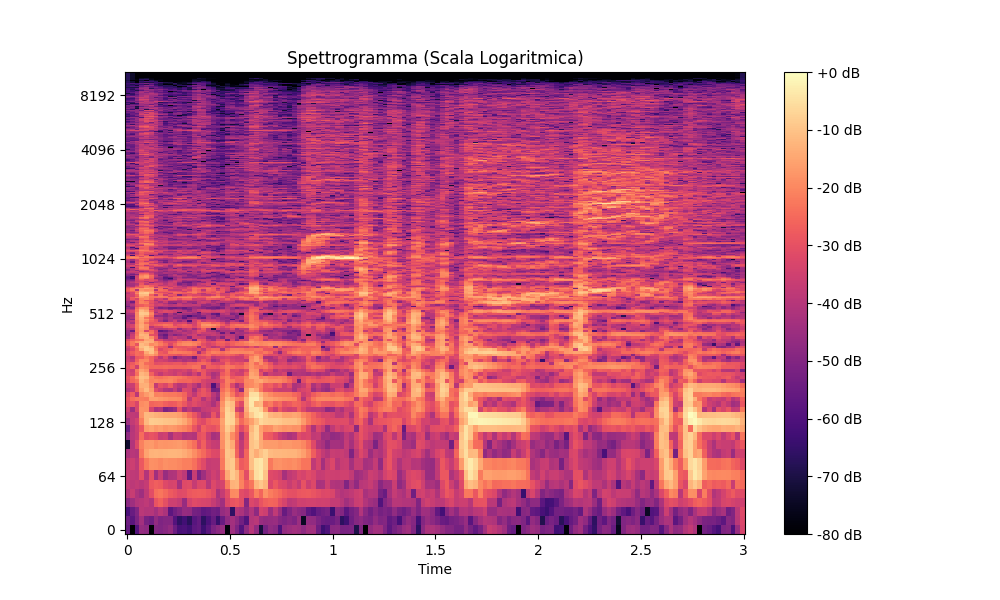 Spettrogramma (Scala Logaritmica)
Hz
8192
4096
2048
1024
512
256
128
64
0
0
0.5
1
1.5
2
2.5
3
Time
+0 dB
-10 dB
-20 dB
-30 dB
-40 dB
-50 dB
-60 dB
-70 dB
-80 dB